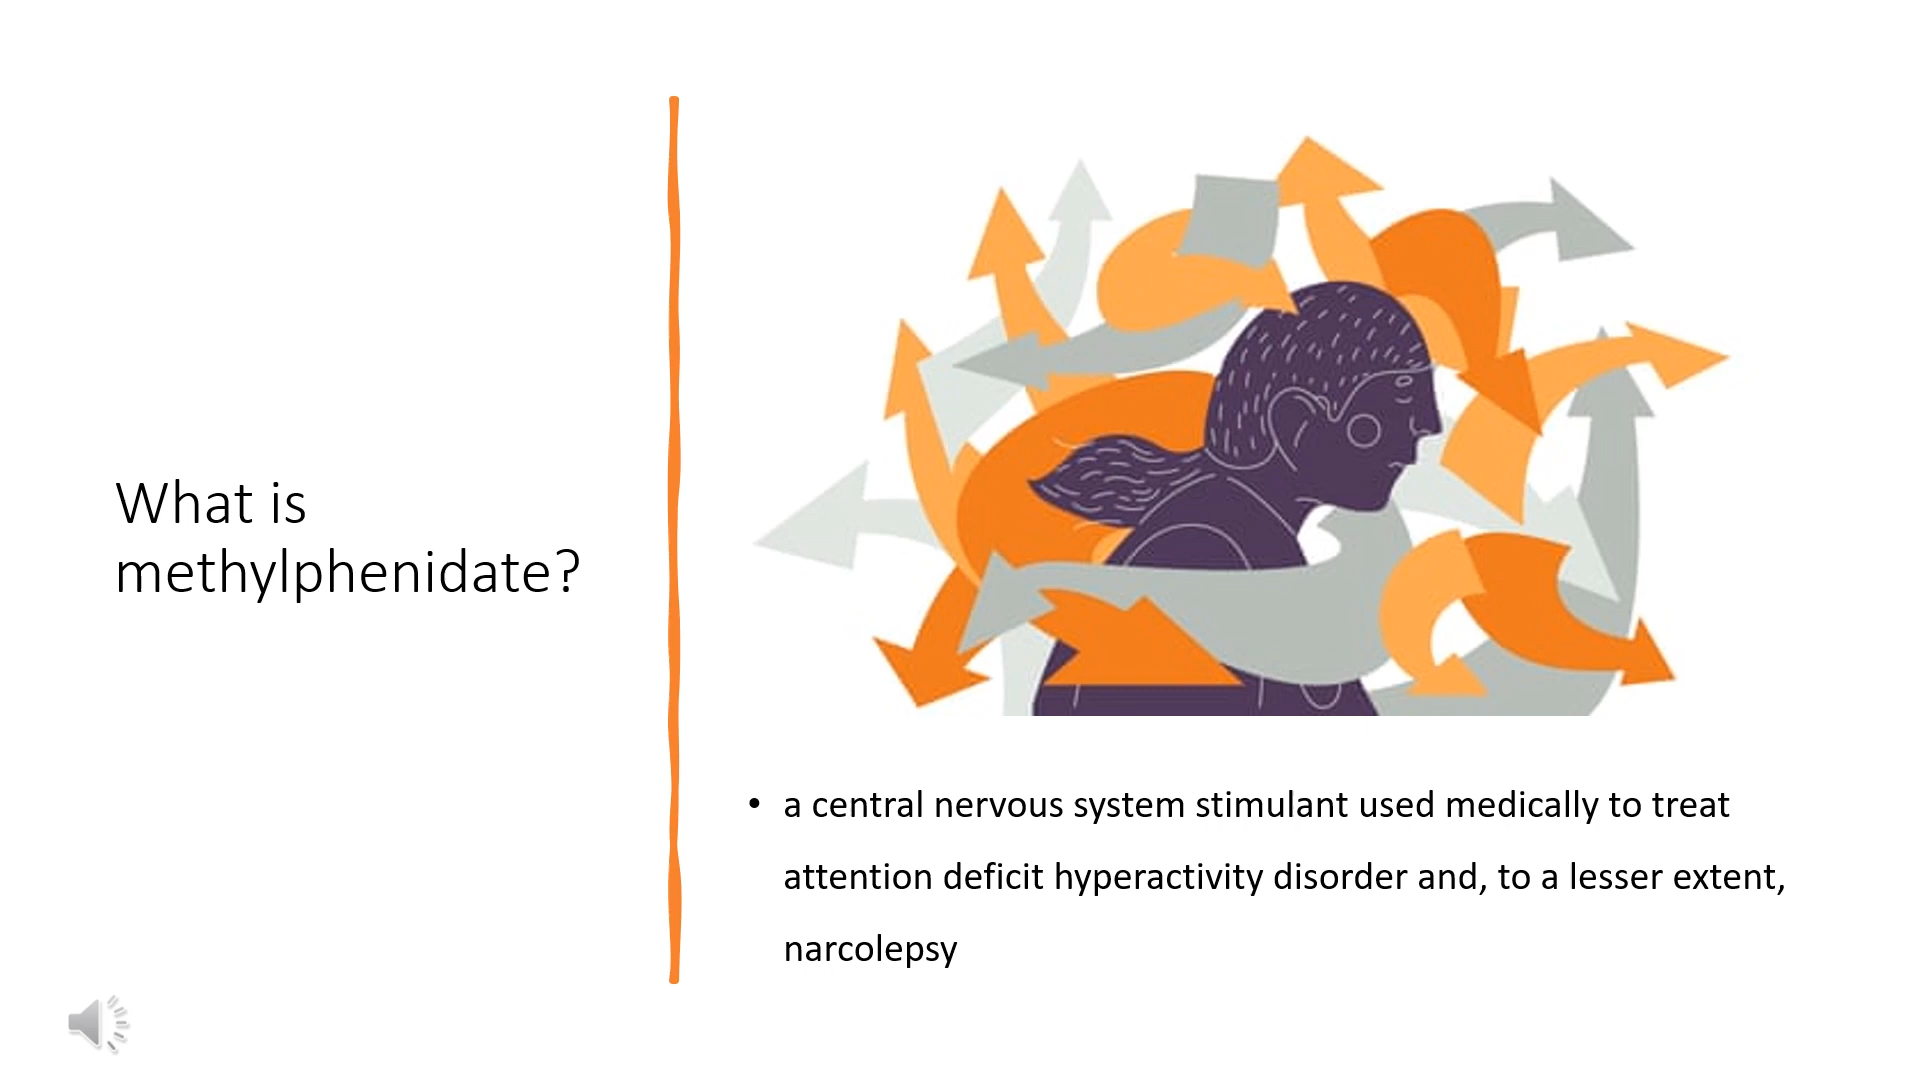 What is
methylphenidate?
• a central nervous system stimulant used medically to treat
attention deficit hyperactivity disorder and, to a lesser extent,
narcolepsy